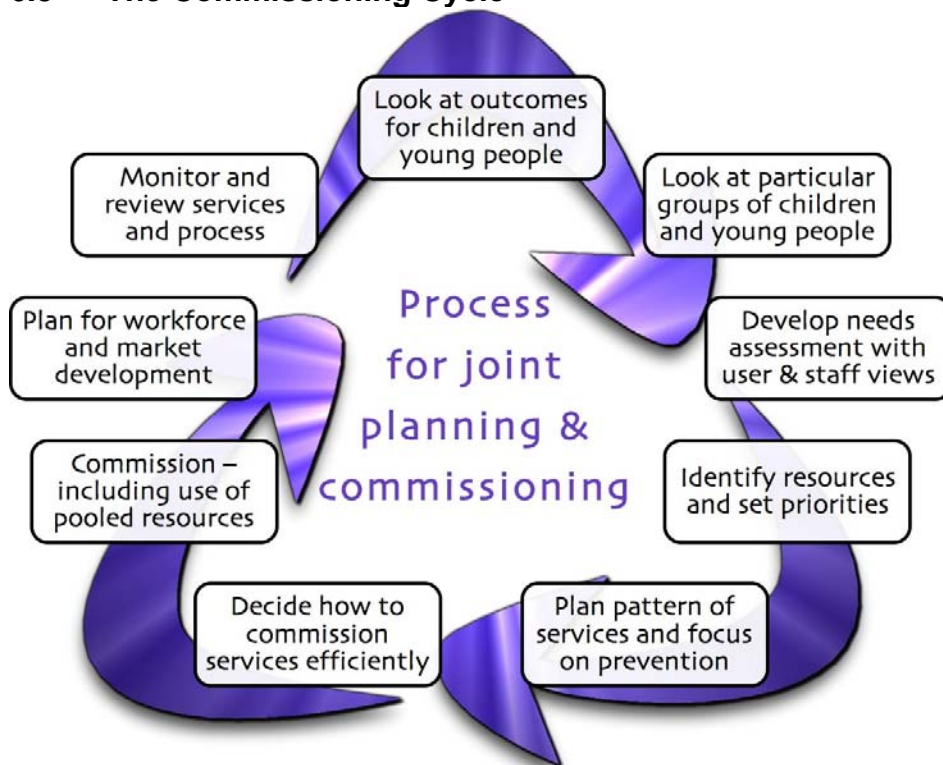 The Commissioning Cycle
Look at outcomes
for children and
young people
Look at particular
groups of children
and young people
Develop needs
assessment with
user & staff views
Identify resources
and set priorities
Plan pattern of
services and focus
on prevention
Decide how to
commission
services efficiently
Commission –
including use of
pooled resources
Plan for workforce
and market
development
Monitor and
review services
and process
Process
for joint
planning &
commissioning